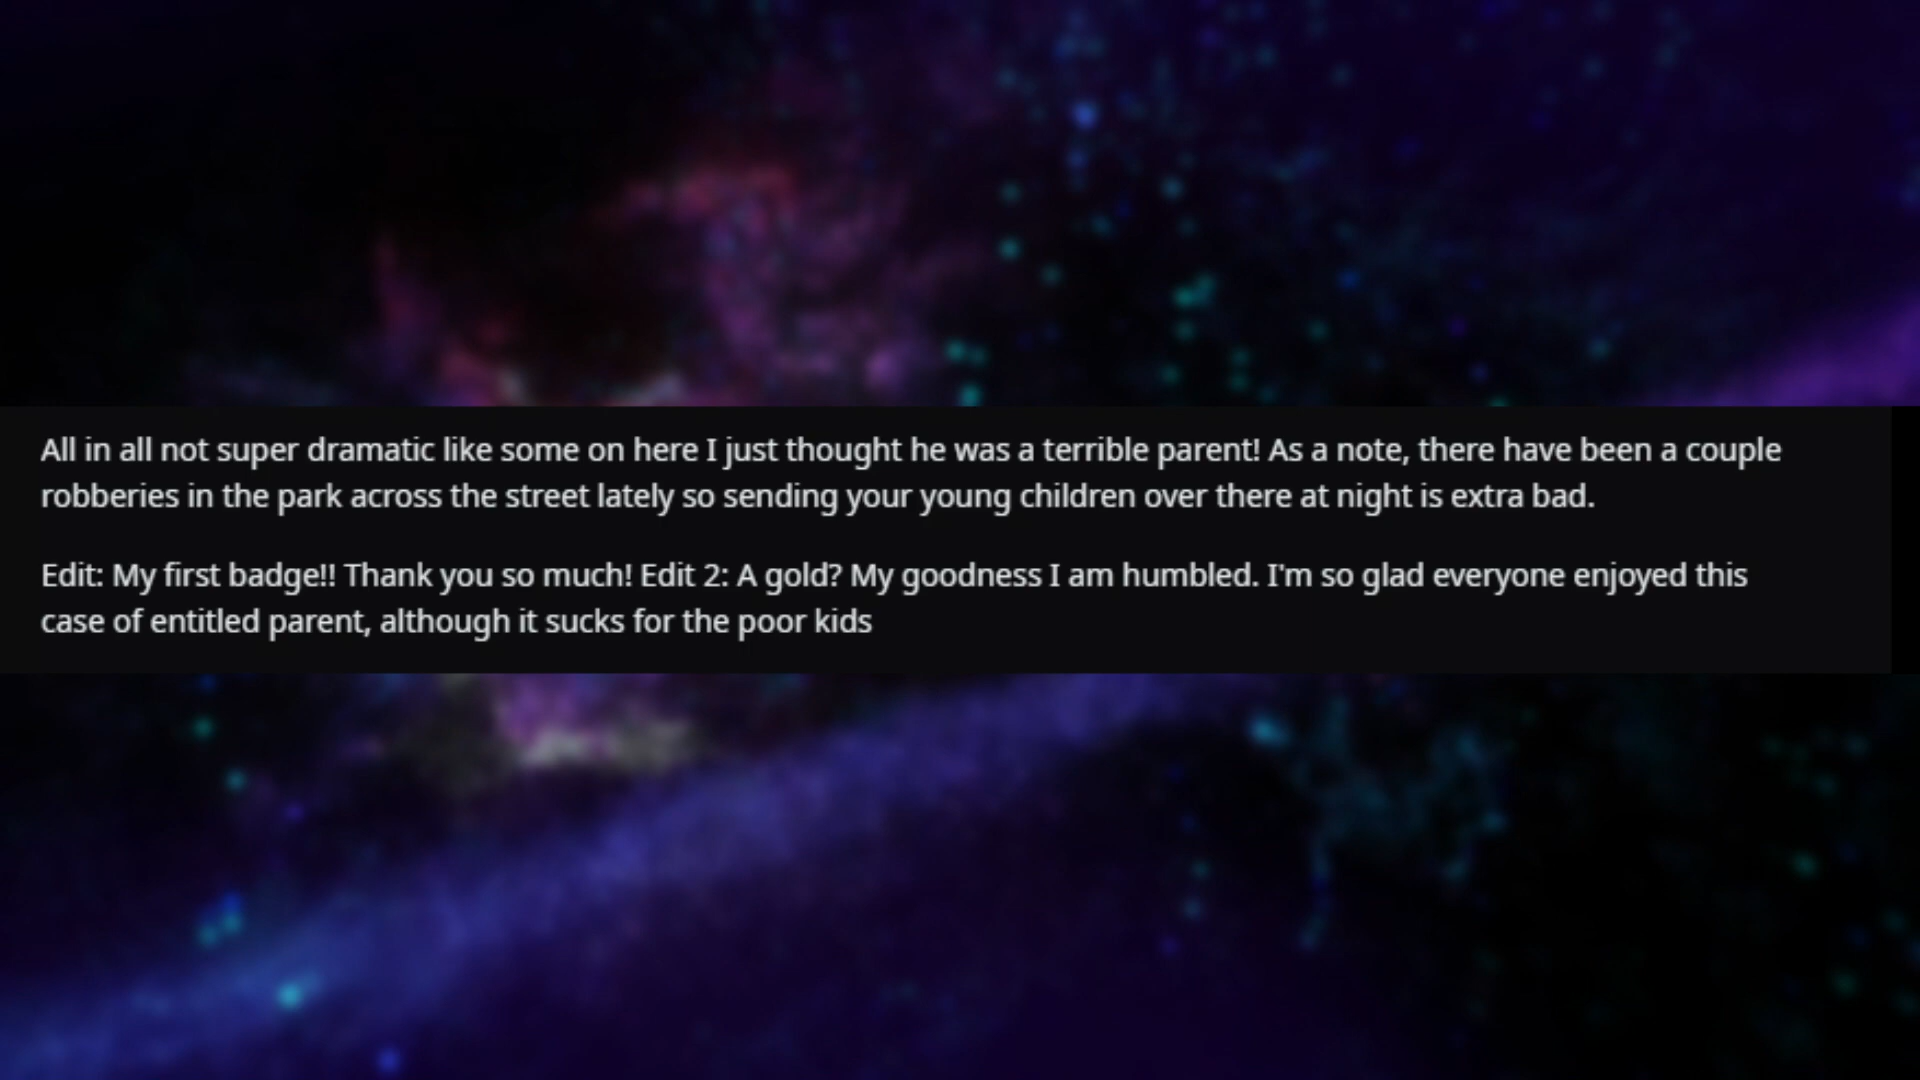 All in all not super dramatic like some on here I just thought he was a terrible parent! As a note, there have been a couple
robberies in the park across the street lately so sending your young children over there at night is extra bad.
Edit: My first badge!! Thank you so much! Edit 2: A gold? My goodness I am humbled. I'm so glad everyone enjoyed this
case of entitled parent, although it sucks for the poor kids